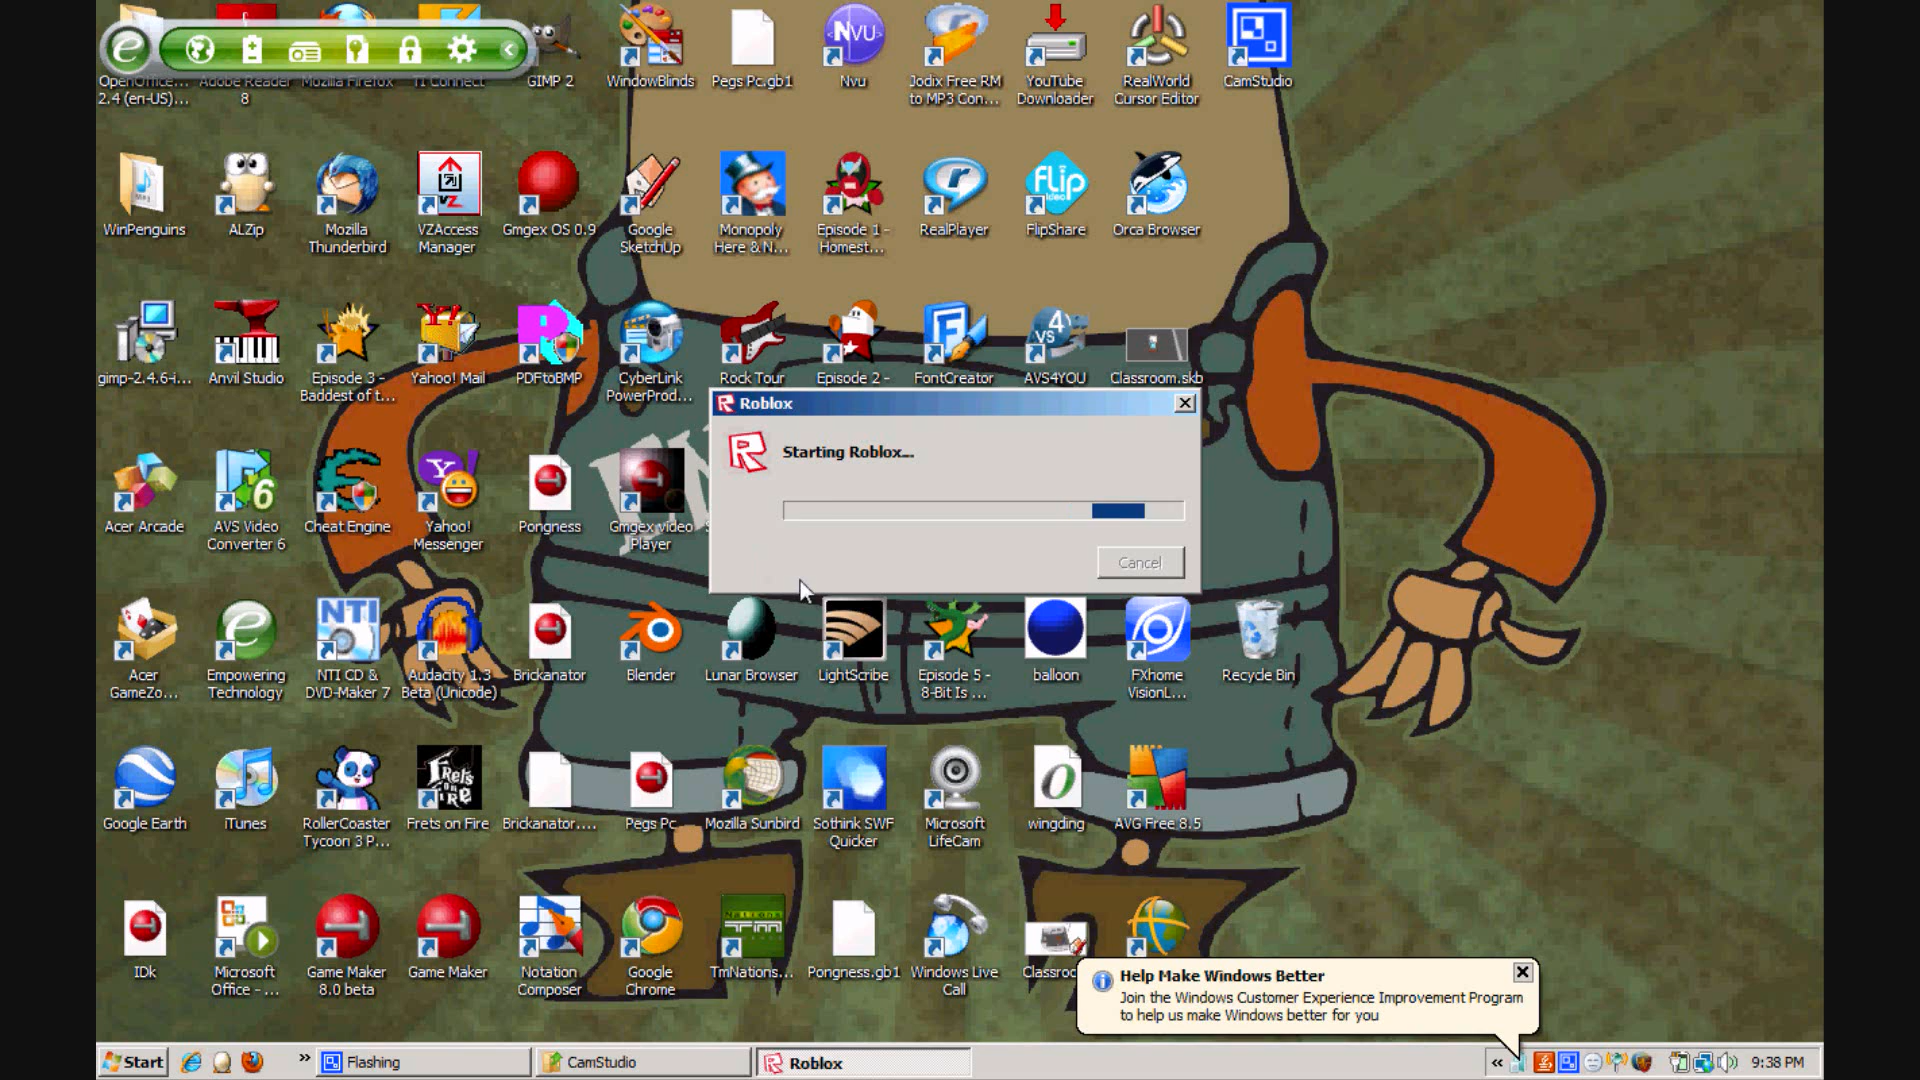 OpenOffice...
2.4 (en-US)...
Adobe Reader
8
Mozilla Firefox
TI Connect
GIMP 2
WindowBlinds
Pegs Pc.gb1
Nvu
Jodix Free RM
to MP3 Con...
YouTube
Downloader
RealWorld
Cursor Editor
CamStudio
WinPenguins
ALZip
Mozilla
Thunderbird
VZAccess
Manager
Gmgex OS 0.9
Google
SketchUp
Monopoly
Here & N...
Episode 1 -
Homest...
RealPlayer
FlipShare
Orca Browser
gimp-2.4.6-i...
Anvil Studio
Episode 3 -
Baddest of t...
Yahoo! Mail
PDFtoBMP
CyberLink
PowerProd...
Rock Tour
Episode 2 -
FontCreator
AVS4YOU
Classroom.skb
Roblox
Starting Roblox...
Cancel
Acer Arcade
AVS Video
Converter 6
Cheat Engine
Yahoo!
Messenger
Pongness
Gmgex video
Player
Acer
GameZo...
Empowering
Technology
NTI CD &
DVD-Maker 7
Audacity 1.3
Beta (Unicode)
Brickanator
Blender
Lunar Browser
LightScribe
Episode 5 -
8-Bit Is ...
balloon
FXhome
VisionL...
Recycle Bin
Google Earth
iTunes
RollerCoaster
Tycoon 3 P...
Frets on Fire
Brickanator....
Pegs Pc
Mozilla Sunbird
Sothink SWF
Quicker
Microsoft
LifeCam
wingding
AVG Free 8.5
IDk
Microsoft
Office - ...
Game Maker
8.0 beta
Game Maker
Notation
Composer
Google
Chrome
TmNations...
Pongness.gb1
Windows Live
Call
Classroo
Help Make Windows Better
Join the Windows Customer Experience Improvement Program
to help us make Windows better for you
Start
Flashing
CamStudio
Roblox
9:38 PM